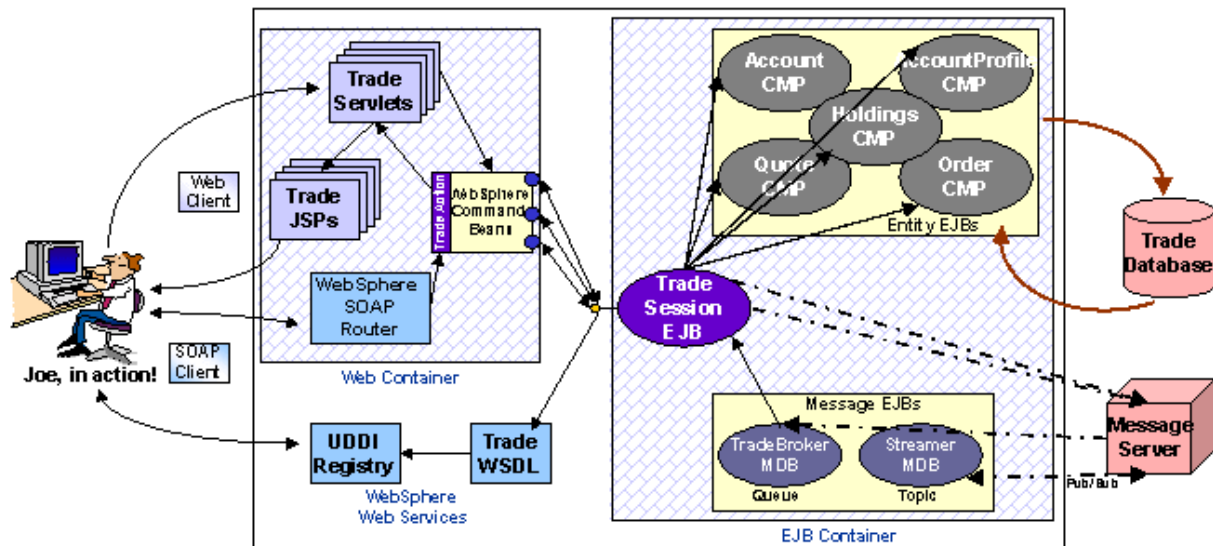 Trade
Servlets
Trade
JSPs
Trade Action
WebSphere
Command
Beans
WebSphere
SOAP
Router
Web Container
Web
Client
SOAP
Client
Joe, in action!
UDDI
Registry
Trade
WSDL
WebSphere
Web Services
Account
CMP
AccountProfile
CMP
Holdings
CMP
Quote
CMP
Order
CMP
Entity EJBs
Trade
Session
EJB
Message EJBs
TradeBroker
MDB
Queue
Streamer
MDB
Topic
EJB Container
Trade
Database
Message
Server
Pub/Sub